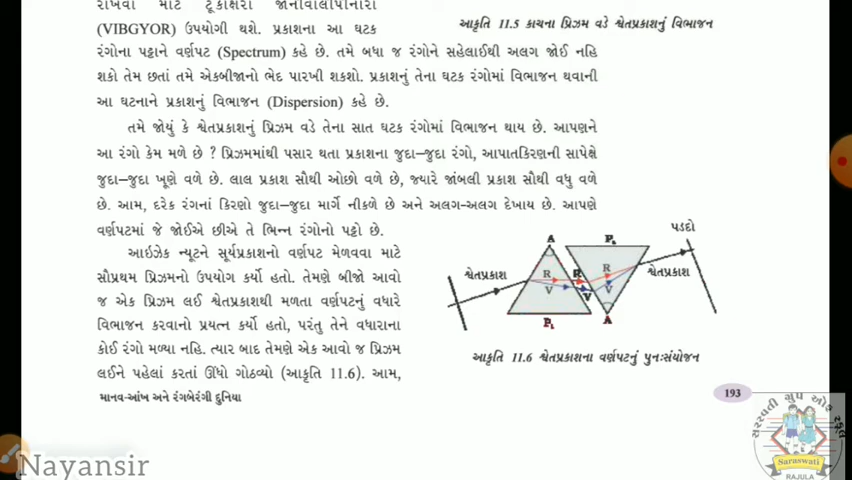 રાખવા માટે ટૂંકાક્ષરી જાનીવાલીપીનારા
(VIBGYOR) ઉપયોગી થશે. પ્રકાશના આ ઘટક
આકૃતિ 11.5 કાચના પ્રિઝમ વડે શ્વેતપ્રકાશનું વિભાજન
રંગોના પટ્ટાને વર્ણપટ (Spectrum) કહે છે. તમે બધા જ રંગોને સહેલાઈથી અલગ જોઈ નહિ
શકો તેમ છતાં તમે એકબીજાનો ભેદ પારખી શકશો. પ્રકાશનું તેના ઘટક રંગોમાં વિભાજન થવાની
આ ઘટનાને પ્રકાશનું વિભાજન (Dispersion) કહે છે.
તમે જોયું કે શ્વેતપ્રકાશનું પ્રિઝમ વડે તેના સાત ઘટક રંગોમાં વિભાજન થાય છે. આપણને
આ રંગો કેમ મળે છે ? પ્રિઝમમાંથી પસાર થતા પ્રકાશના જુદા-જુદા રંગો, આપાતકિરણની સાપેક્ષે
જુદા-જુદા ખૂણે વળે છે. લાલ પ્રકાશ સૌથી ઓછો વળે છે, જ્યારે જાંબલી પ્રકાશ સૌથી વધુ વળે
છે. આમ, દરેક રંગનાં કિરણો જુદા-જુદા માર્ગે નીકળે છે અને અલગ-અલગ દેખાય છે. આપણે
વર્ણપટમાં જે જોઈએ છીએ તે ભિન્ન રંગોનો પટ્ટો છે.
આઇઝેક ન્યૂટને સૂર્યપ્રકાશનો વર્ણપટ મેળવવા માટે
સૌપ્રથમ પ્રિઝમનો ઉપયોગ કર્યો હતો. તેમણે બીજો આવો
જ એક પ્રિઝમ લઈ શ્વેતપ્રકાશથી મળતા વર્ણપટનું વધારે
વિભાજન કરવાનો પ્રયત્ન કર્યો હતો, પરંતુ તેને વધારાના
કોઈ રંગો મળ્યા નહિ. ત્યાર બાદ તેમણે એક આવો જ પ્રિઝમ
લઈને પહેલાં કરતાં ઊંધો ગોઠવ્યો (આકૃતિ 11.6). આમ,
પડદો
A P₂
શ્વેતપ્રકાશ R R R શ્વેતપ્રકાશ
V V V
P₁ A
આકૃતિ 11.6 શ્વેતપ્રકાશના વર્ણપટનું પુનઃસંયોજન
માનવ-આંખ અને રંગબેરંગી દુનિયા
193
સરસ્વતી ગ્રુપ ઓફ સ્કૂલ
Saraswati
RAJULA
Nayansir